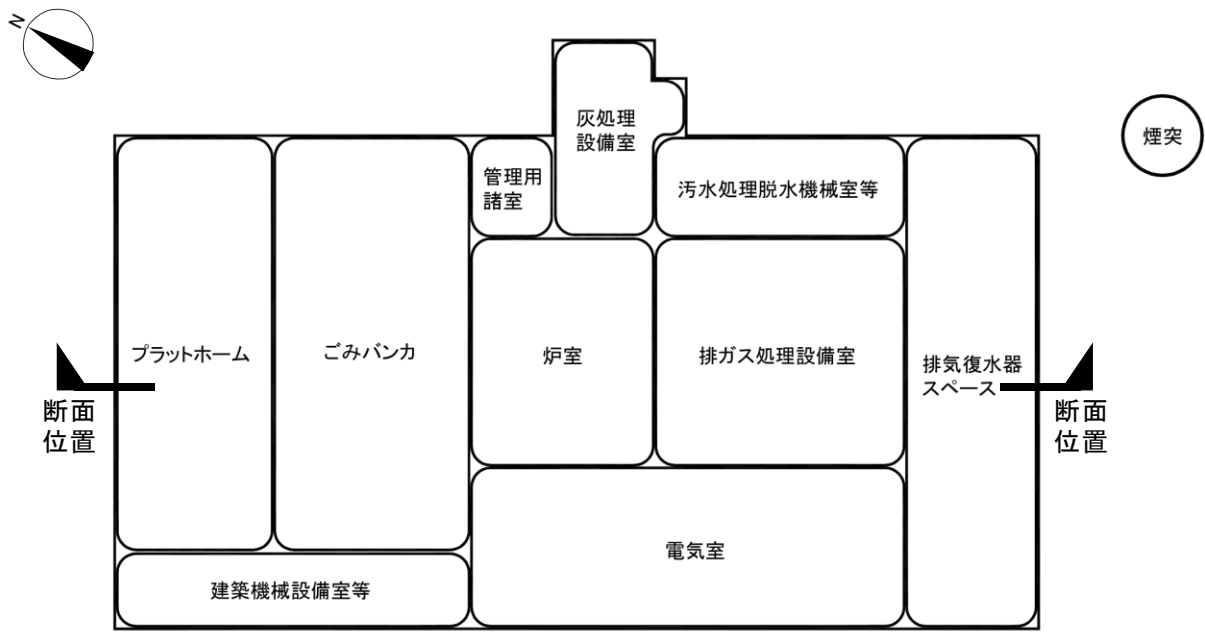 N
灰処理
設備室
煙突
管理用
諸室
汚水処理脱水機械室等
プラットホーム
ごみバンカ
炉室
排ガス処理設備室
排気復水器
スペース
断面
位置
断面
位置
電気室
建築機械設備室等